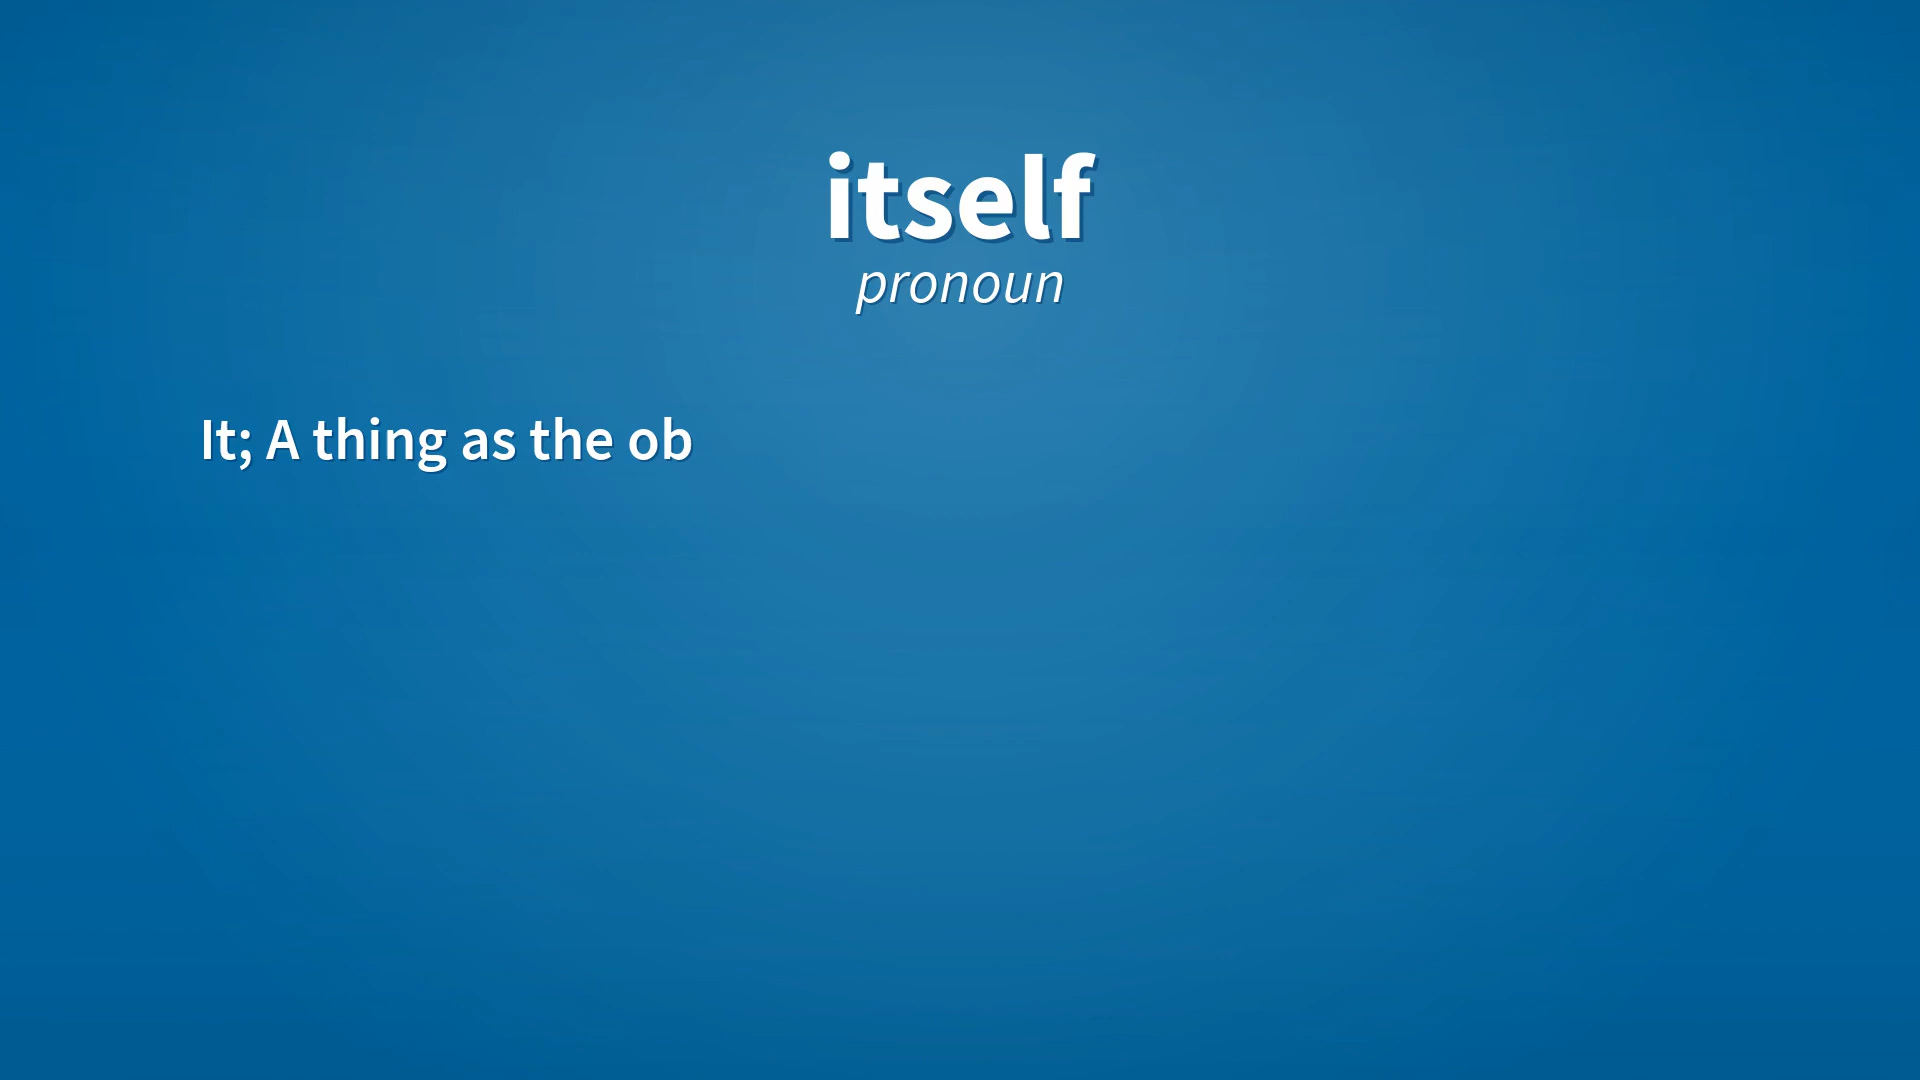 itself
pronoun
It; A thing as the ob